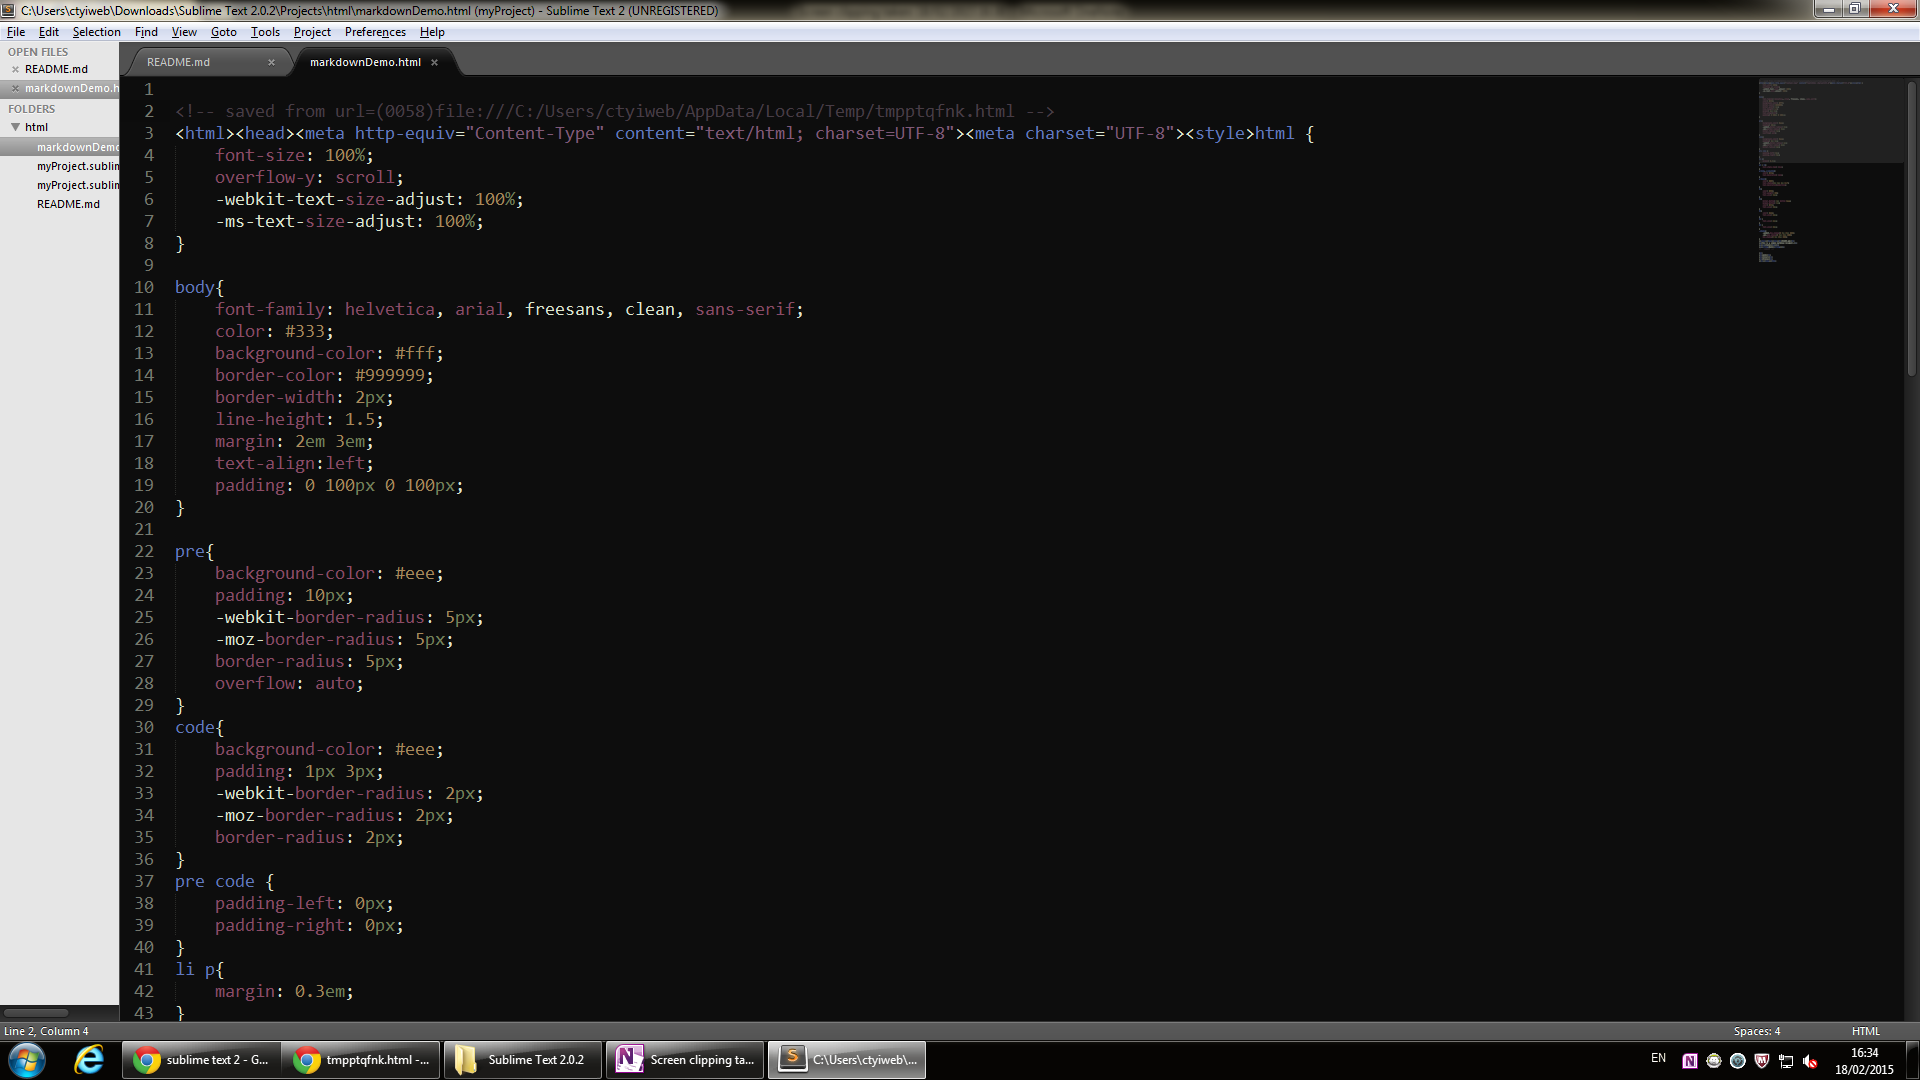 C:\Users\ctyiweb\Downloads\Sublime Text 2.0.2\Projects\html\markdownDemo.html (myProject) - Sublime Text 2 (UNREGISTERED)
File Edit Selection Find View Goto Tools Project Preferences Help
OPEN FILES
README.md
markdownDemo.h
FOLDERS
html
markdownDemo
myProject.sublim
myProject.sublim
README.md
README.md markdownDemo.html
1
2 <!-- saved from url=(0058)file:///C:/Users/ctyiweb/AppData/Local/Temp/tmpptqfnk.html -->
3 <html><head><meta http-equiv="Content-Type" content="text/html; charset=UTF-8"><meta charset="UTF-8"><style>html {
4 font-size: 100%;
5 overflow-y: scroll;
6 -webkit-text-size-adjust: 100%;
7 -ms-text-size-adjust: 100%;
8 }
9
10 body{
11 font-family: helvetica, arial, freesans, clean, sans-serif;
12 color: #333;
13 background-color: #fff;
14 border-color: #999999;
15 border-width: 2px;
16 line-height: 1.5;
17 margin: 2em 3em;
18 text-align:left;
19 padding: 0 100px 0 100px;
20 }
21
22 pre{
23 background-color: #eee;
24 padding: 10px;
25 -webkit-border-radius: 5px;
26 -moz-border-radius: 5px;
27 border-radius: 5px;
28 overflow: auto;
29 }
30 code{
31 background-color: #eee;
32 padding: 1px 3px;
33 -webkit-border-radius: 2px;
34 -moz-border-radius: 2px;
35 border-radius: 2px;
36 }
37 pre code {
38 padding-left: 0px;
39 padding-right: 0px;
40 }
41 li p{
42 margin: 0.3em;
43 }
Line 2, Column 4 Spaces: 4 HTML
sublime text 2 - G... tmpptqfnk.html -... Sublime Text 2.0.2 Screen clipping ta... C:\Users\ctyiweb\... EN 16:34
18/02/2015